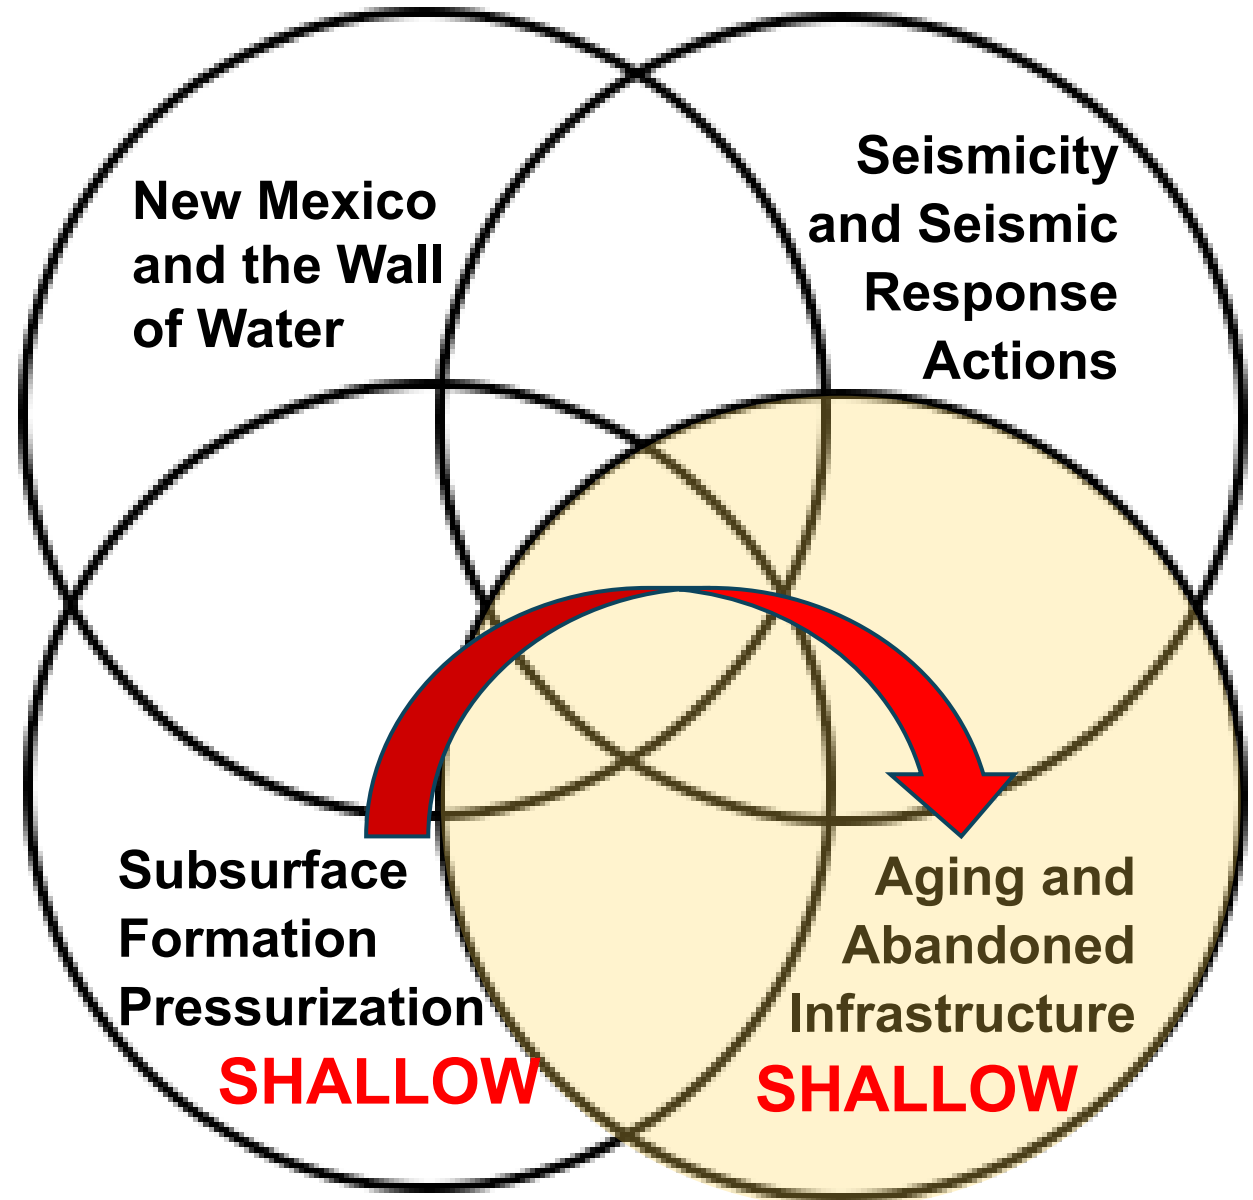 New Mexico
and the Wall
of Water
Seismicity
and Seismic
Response
Actions
Subsurface
Formation
Pressurization
SHALLOW
Aging and
Abandoned
Infrastructure
SHALLOW